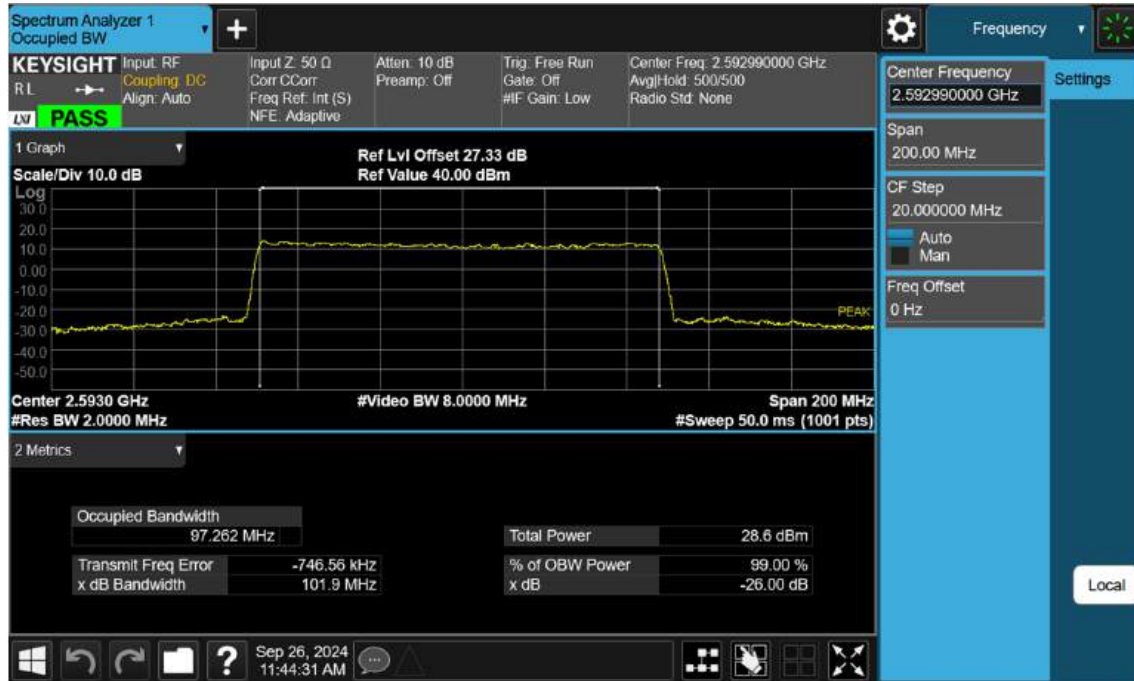 Spectrum Analyzer 1
Occupied BW
+
Frequency
KEYSIGHT
R L
LXI PASS
Input: RF
Coupling: DC
Align: Auto
Input Z: 50 Ω
Corr CCorr
Freq Ref: Int (S)
NFE: Adaptive
Atten: 10 dB
Preamp: Off
Trig: Free Run
Gate: Off
#IF Gain: Low
Center Freq: 2.592990000 GHz
Avg|Hold: 500/500
Radio Std: None
Center Frequency
2.592990000 GHz
Settings
Span
200.00 MHz
CF Step
20.000000 MHz
Auto
Man
Freq Offset
0 Hz
Local
1 Graph
Scale/Div 10.0 dB
Ref Lvl Offset 27.33 dB
Ref Value 40.00 dBm
Log
30.0
20.0
10.0
0.00
-10.0
-20.0
-30.0
-40.0
-50.0
PEAK
Center 2.5930 GHz
#Video BW 8.0000 MHz
Span 200 MHz
#Res BW 2.0000 MHz
#Sweep 50.0 ms (1001 pts)
2 Metrics
Occupied Bandwidth
97.262 MHz
Total Power 28.6 dBm
Transmit Freq Error -746.56 kHz
% of OBW Power 99.00 %
x dB Bandwidth 101.9 MHz
x dB -26.00 dB
?
Sep 26, 2024
11:44:31 AM